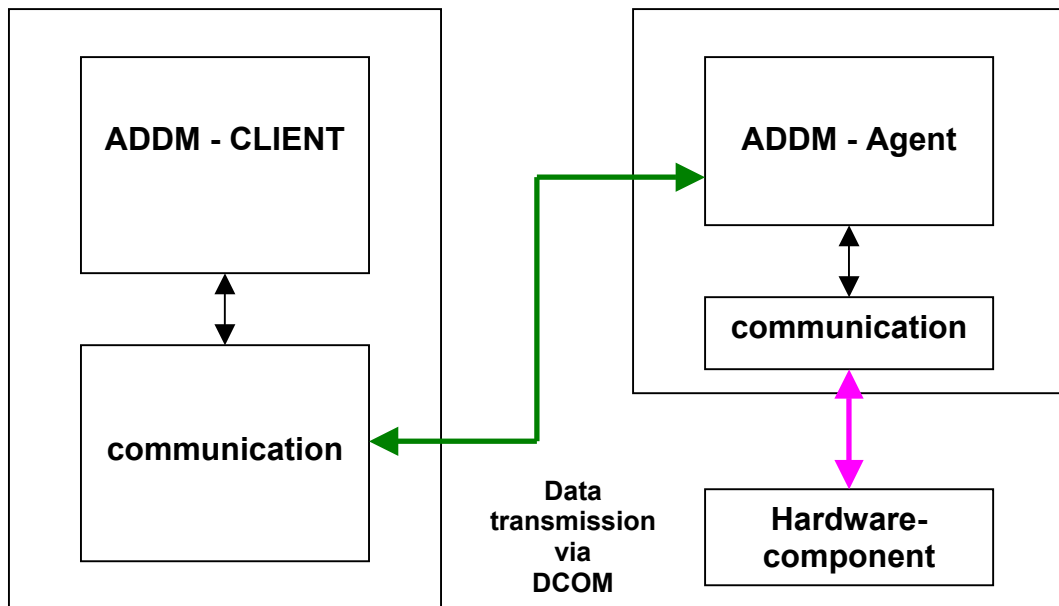 ADDM - CLIENT
communication
ADDM - Agent
communication
Data
transmission
via
DCOM
Hardware-
component